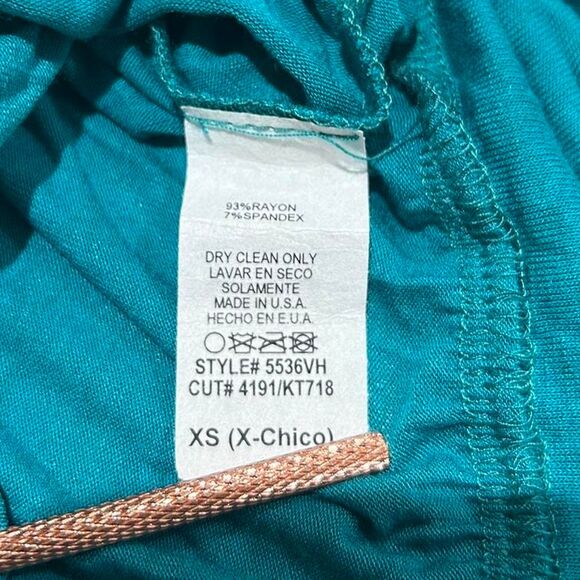 93%RAYON
7%SPANDEX
DRY CLEAN ONLY
LAVAR EN SECO
SOLAMENTE
MADE IN U.S.A.
HECHO EN E.U.A.
STYLE# 5536VH
CUT# 4191/KT718
XS (X-Chico)